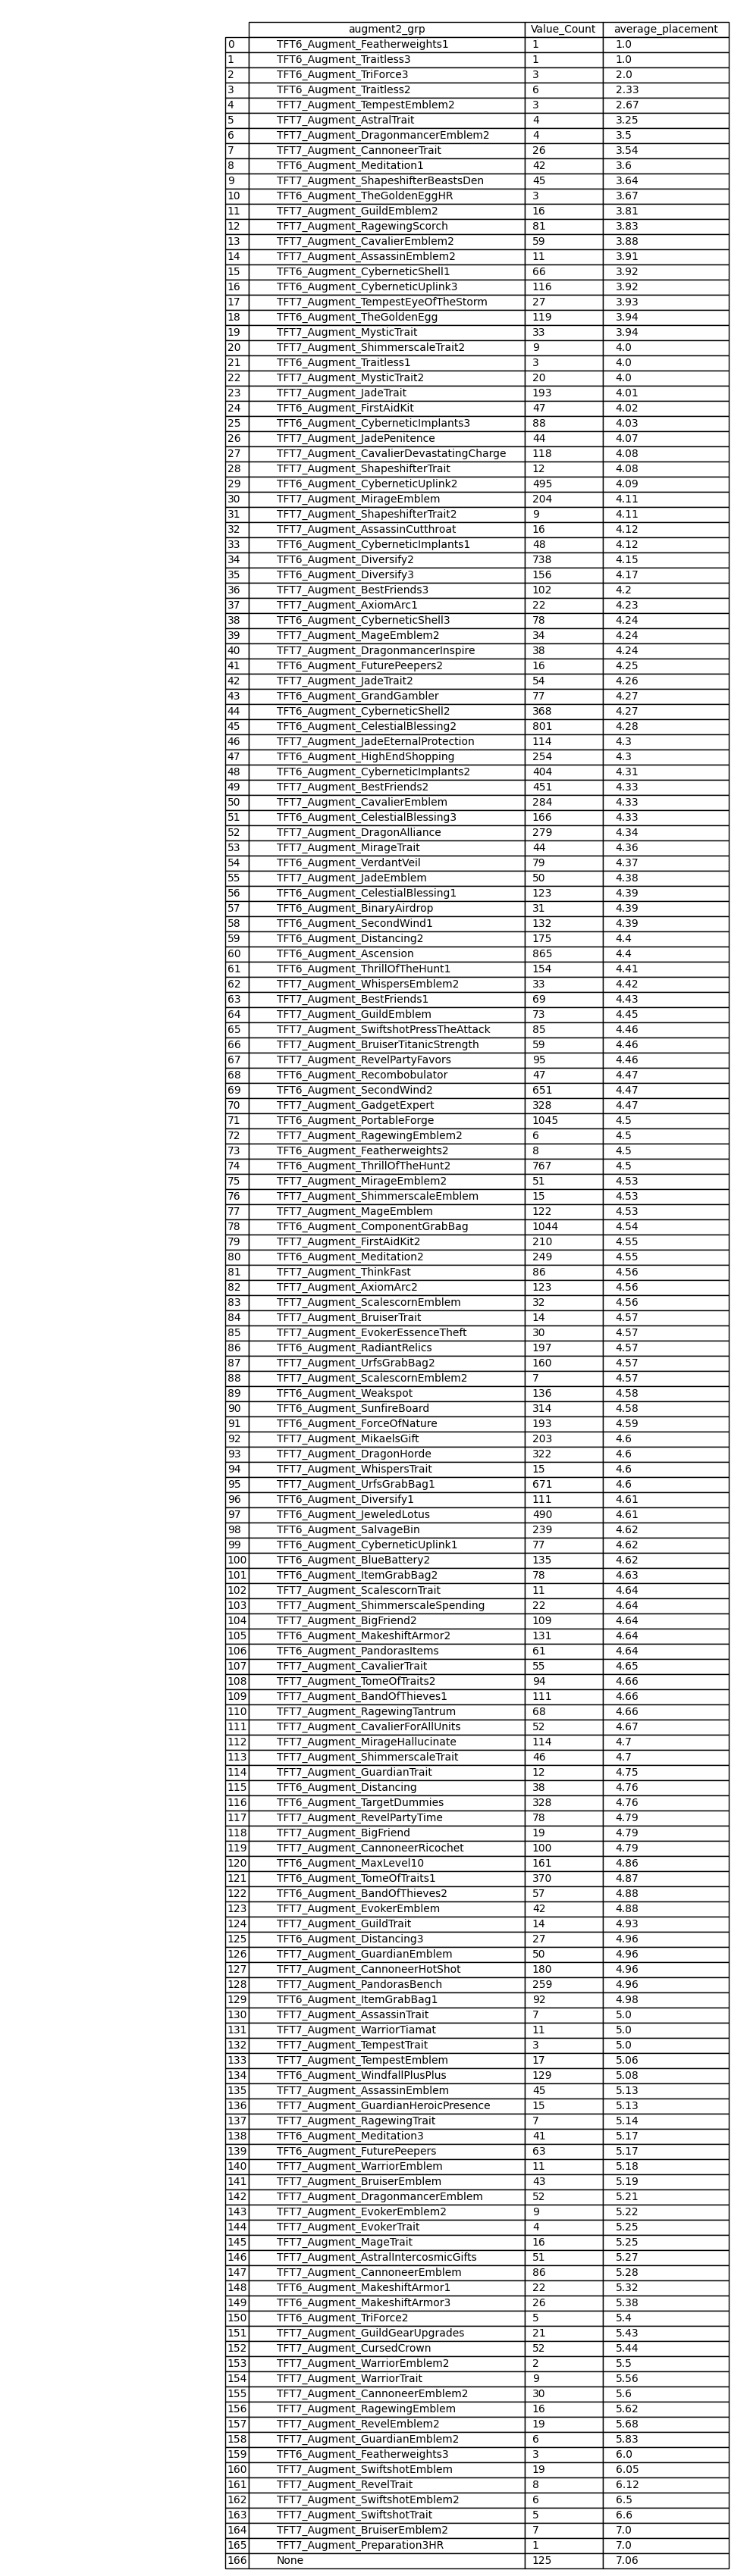 augment2_grp Value_Count average_placement
0 TFT6_Augment_Featherweights1 1 1.0
1 TFT6_Augment_Traitless3 1 1.0
2 TFT6_Augment_TriForce3 3 2.0
3 TFT6_Augment_Traitless2 6 2.33
4 TFT7_Augment_TempestEmblem2 3 2.67
5 TFT7_Augment_AstralTrait 4 3.25
6 TFT7_Augment_DragonmancerEmblem2 4 3.5
7 TFT7_Augment_CannoneerTrait 26 3.54
8 TFT6_Augment_Meditation1 42 3.6
9 TFT7_Augment_ShapeshifterBeastsDen 45 3.64
10 TFT6_Augment_TheGoldenEggHR 3 3.67
11 TFT7_Augment_GuildEmblem2 16 3.81
12 TFT7_Augment_RagewingScorch 81 3.83
13 TFT7_Augment_CavalierEmblem2 59 3.88
14 TFT7_Augment_AssassinEmblem2 11 3.91
15 TFT6_Augment_CyberneticShell1 66 3.92
16 TFT6_Augment_CyberneticUplink3 116 3.92
17 TFT7_Augment_TempestEyeOfTheStorm 27 3.93
18 TFT6_Augment_TheGoldenEgg 119 3.94
19 TFT7_Augment_MysticTrait 33 3.94
20 TFT7_Augment_ShimmerscaleTrait2 9 4.0
21 TFT6_Augment_Traitless1 3 4.0
22 TFT7_Augment_MysticTrait2 20 4.0
23 TFT7_Augment_JadeTrait 193 4.01
24 TFT6_Augment_FirstAidKit 47 4.02
25 TFT6_Augment_CyberneticImplants3 88 4.03
26 TFT7_Augment_JadePenitence 44 4.07
27 TFT7_Augment_CavalierDevastatingCharge 118 4.08
28 TFT7_Augment_ShapeshifterTrait 12 4.08
29 TFT6_Augment_CyberneticUplink2 495 4.09
30 TFT7_Augment_MirageEmblem 204 4.11
31 TFT7_Augment_ShapeshifterTrait2 9 4.11
32 TFT7_Augment_AssassinCutthroat 16 4.12
33 TFT6_Augment_CyberneticImplants1 48 4.12
34 TFT6_Augment_Diversify2 738 4.15
35 TFT6_Augment_Diversify3 156 4.17
36 TFT7_Augment_BestFriends3 102 4.2
37 TFT7_Augment_AxiomArc1 22 4.23
38 TFT6_Augment_CyberneticShell3 78 4.24
39 TFT7_Augment_MageEmblem2 34 4.24
40 TFT7_Augment_DragonmancerInspire 38 4.24
41 TFT6_Augment_FuturePeepers2 16 4.25
42 TFT7_Augment_JadeTrait2 54 4.26
43 TFT6_Augment_GrandGambler 77 4.27
44 TFT6_Augment_CyberneticShell2 368 4.27
45 TFT6_Augment_CelestialBlessing2 801 4.28
46 TFT7_Augment_JadeEternalProtection 114 4.3
47 TFT6_Augment_HighEndShopping 254 4.3
48 TFT6_Augment_CyberneticImplants2 404 4.31
49 TFT7_Augment_BestFriends2 451 4.33
50 TFT7_Augment_CavalierEmblem 284 4.33
51 TFT6_Augment_CelestialBlessing3 166 4.33
52 TFT7_Augment_DragonAlliance 279 4.34
53 TFT7_Augment_MirageTrait 44 4.36
54 TFT6_Augment_VerdantVeil 79 4.37
55 TFT7_Augment_JadeEmblem 50 4.38
56 TFT6_Augment_CelestialBlessing1 123 4.39
57 TFT6_Augment_BinaryAirdrop 31 4.39
58 TFT6_Augment_SecondWind1 132 4.39
59 TFT6_Augment_Distancing2 175 4.4
60 TFT6_Augment_Ascension 865 4.4
61 TFT6_Augment_ThrillOfTheHunt1 154 4.41
62 TFT7_Augment_WhispersEmblem2 33 4.42
63 TFT7_Augment_BestFriends1 69 4.43
64 TFT7_Augment_GuildEmblem 73 4.45
65 TFT7_Augment_SwiftshotPressTheAttack 85 4.46
66 TFT7_Augment_BruiserTitanicStrength 59 4.46
67 TFT7_Augment_RevelPartyFavors 95 4.46
68 TFT6_Augment_Recombobulator 47 4.47
69 TFT6_Augment_SecondWind2 651 4.47
70 TFT7_Augment_GadgetExpert 328 4.47
71 TFT6_Augment_PortableForge 1045 4.5
72 TFT7_Augment_RagewingEmblem2 6 4.5
73 TFT6_Augment_Featherweights2 8 4.5
74 TFT6_Augment_ThrillOfTheHunt2 767 4.5
75 TFT7_Augment_MirageEmblem2 51 4.53
76 TFT7_Augment_ShimmerscaleEmblem 15 4.53
77 TFT7_Augment_MageEmblem 122 4.53
78 TFT6_Augment_ComponentGrabBag 1044 4.54
79 TFT7_Augment_FirstAidKit2 210 4.55
80 TFT6_Augment_Meditation2 249 4.55
81 TFT7_Augment_ThinkFast 86 4.56
82 TFT7_Augment_AxiomArc2 123 4.56
83 TFT7_Augment_ScalescornEmblem 32 4.56
84 TFT7_Augment_BruiserTrait 14 4.57
85 TFT7_Augment_EvokerEssenceTheft 30 4.57
86 TFT6_Augment_RadiantRelics 197 4.57
87 TFT7_Augment_UrfsGrabBag2 160 4.57
88 TFT7_Augment_ScalescornEmblem2 7 4.57
89 TFT6_Augment_Weakspot 136 4.58
90 TFT6_Augment_SunfireBoard 314 4.58
91 TFT6_Augment_ForceOfNature 193 4.59
92 TFT7_Augment_MikaelsGift 203 4.6
93 TFT7_Augment_DragonHorde 322 4.6
94 TFT7_Augment_WhispersTrait 15 4.6
95 TFT7_Augment_UrfsGrabBag1 671 4.6
96 TFT6_Augment_Diversify1 111 4.61
97 TFT6_Augment_JeweledLotus 490 4.61
98 TFT6_Augment_SalvageBin 239 4.62
99 TFT6_Augment_CyberneticUplink1 77 4.62
100 TFT6_Augment_BlueBattery2 135 4.62
101 TFT6_Augment_ItemGrabBag2 78 4.63
102 TFT7_Augment_ScalescornTrait 11 4.64
103 TFT7_Augment_ShimmerscaleSpending 22 4.64
104 TFT7_Augment_BigFriend2 109 4.64
105 TFT6_Augment_MakeshiftArmor2 131 4.64
106 TFT6_Augment_PandorasItems 61 4.64
107 TFT7_Augment_CavalierTrait 55 4.65
108 TFT7_Augment_TomeOfTraits2 94 4.66
109 TFT6_Augment_BandOfThieves1 111 4.66
110 TFT7_Augment_RagewingTantrum 68 4.66
111 TFT7_Augment_CavalierForAllUnits 52 4.67
112 TFT7_Augment_MirageHallucinate 114 4.7
113 TFT7_Augment_ShimmerscaleTrait 46 4.7
114 TFT7_Augment_GuardianTrait 12 4.75
115 TFT6_Augment_Distancing 38 4.76
116 TFT6_Augment_TargetDummies 328 4.76
117 TFT7_Augment_RevelPartyTime 78 4.79
118 TFT7_Augment_BigFriend 19 4.79
119 TFT7_Augment_CannoneerRicochet 100 4.79
120 TFT6_Augment_MaxLevel10 161 4.86
121 TFT6_Augment_TomeOfTraits1 370 4.87
122 TFT6_Augment_BandOfThieves2 57 4.88
123 TFT7_Augment_EvokerEmblem 42 4.88
124 TFT7_Augment_GuildTrait 14 4.93
125 TFT6_Augment_Distancing3 27 4.96
126 TFT7_Augment_GuardianEmblem 50 4.96
127 TFT7_Augment_CannoneerHotShot 180 4.96
128 TFT7_Augment_PandorasBench 259 4.96
129 TFT6_Augment_ItemGrabBag1 92 4.98
130 TFT7_Augment_AssassinTrait 7 5.0
131 TFT7_Augment_WarriorTiamat 11 5.0
132 TFT7_Augment_TempestTrait 3 5.0
133 TFT7_Augment_TempestEmblem 17 5.06
134 TFT6_Augment_WindfallPlusPlus 129 5.08
135 TFT7_Augment_AssassinEmblem 45 5.13
136 TFT7_Augment_GuardianHeroicPresence 15 5.13
137 TFT7_Augment_RagewingTrait 7 5.14
138 TFT6_Augment_Meditation3 41 5.17
139 TFT6_Augment_FuturePeepers 63 5.17
140 TFT7_Augment_WarriorEmblem 11 5.18
141 TFT7_Augment_BruiserEmblem 43 5.19
142 TFT7_Augment_DragonmancerEmblem 52 5.21
143 TFT7_Augment_EvokerEmblem2 9 5.22
144 TFT7_Augment_EvokerTrait 4 5.25
145 TFT7_Augment_MageTrait 16 5.25
146 TFT7_Augment_AstralIntercosmicGifts 51 5.27
147 TFT7_Augment_CannoneerEmblem 86 5.28
148 TFT6_Augment_MakeshiftArmor1 22 5.32
149 TFT6_Augment_MakeshiftArmor3 26 5.38
150 TFT6_Augment_TriForce2 5 5.4
151 TFT7_Augment_GuildGearUpgrades 21 5.43
152 TFT7_Augment_CursedCrown 52 5.44
153 TFT7_Augment_WarriorEmblem2 2 5.5
154 TFT7_Augment_WarriorTrait 9 5.56
155 TFT7_Augment_CannoneerEmblem2 30 5.6
156 TFT7_Augment_RagewingEmblem 16 5.62
157 TFT7_Augment_RevelEmblem2 19 5.68
158 TFT7_Augment_GuardianEmblem2 6 5.83
159 TFT6_Augment_Featherweights3 3 6.0
160 TFT7_Augment_SwiftshotEmblem 19 6.05
161 TFT7_Augment_RevelTrait 8 6.12
162 TFT7_Augment_SwiftshotEmblem2 6 6.5
163 TFT7_Augment_SwiftshotTrait 5 6.6
164 TFT7_Augment_BruiserEmblem2 7 7.0
165 TFT7_Augment_Preparation3HR 1 7.0
166 None 125 7.06